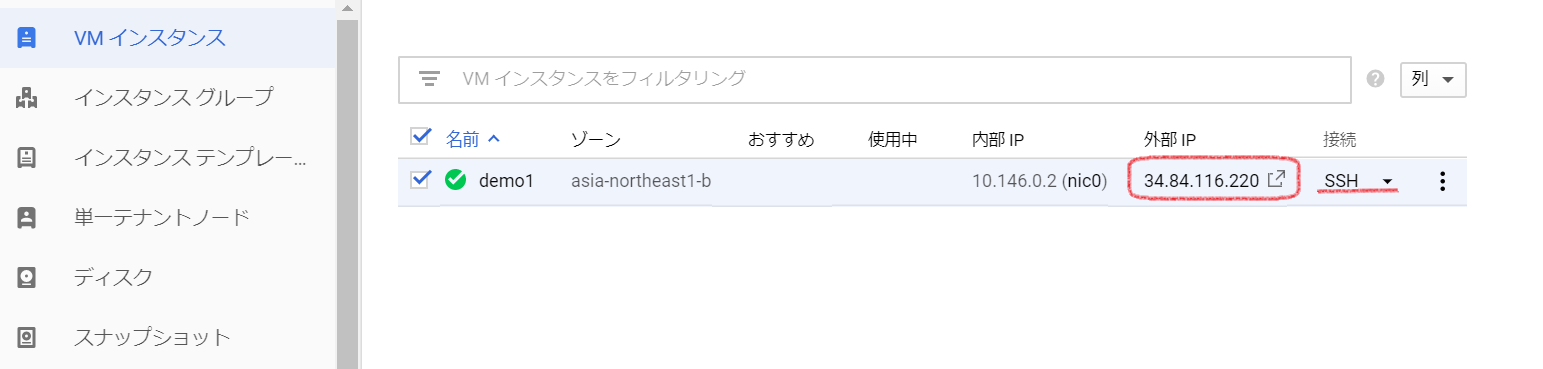 VM インスタンス
インスタンス グループ
インスタンス テンプレー...
単一テナントノード
ディスク
スナップショット
VM インスタンスをフィルタリング
列
名前 ゾーン おすすめ 使用中 内部 IP 外部 IP 接続
demo1 asia-northeast1-b 10.146.0.2 (nic0) 34.84.116.220 SSH